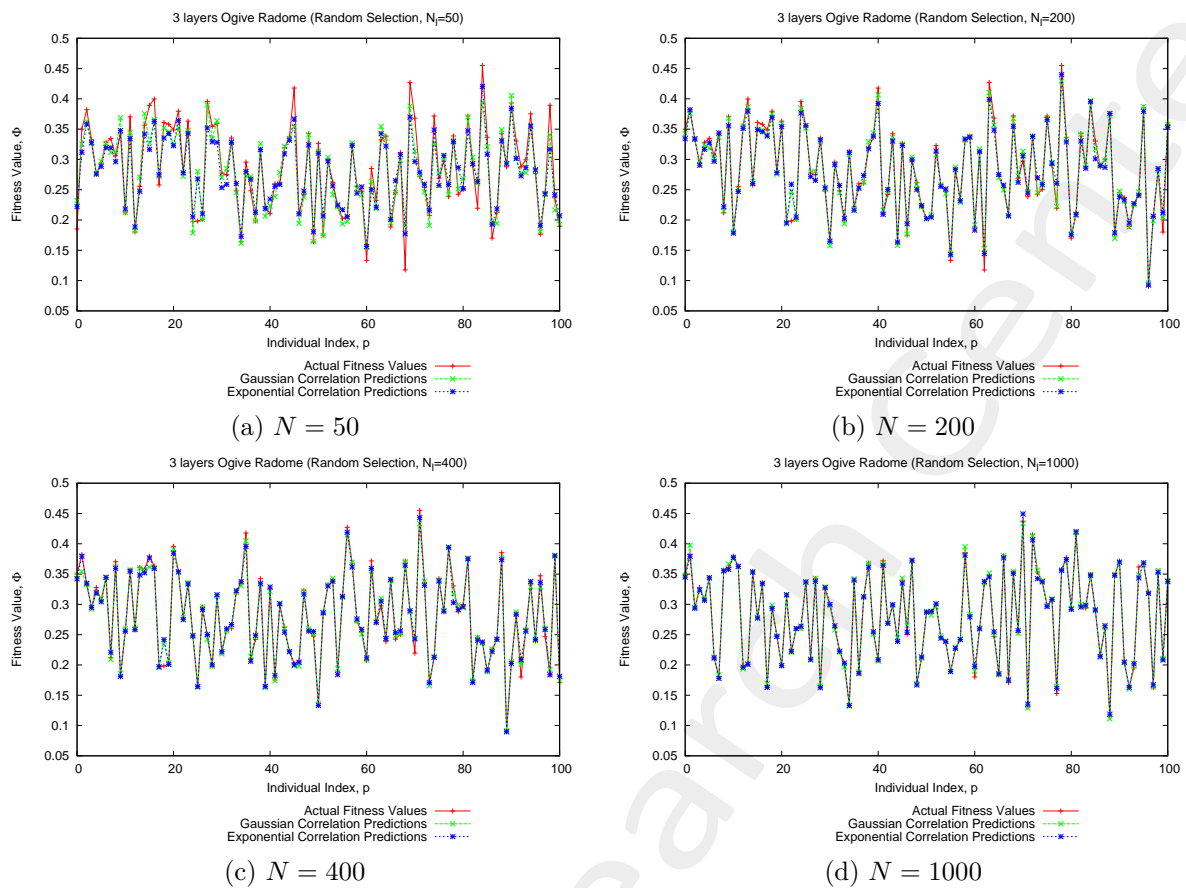 3 layers Ogive Radome (Random Selection, N_l=50)
0.5
0.45
0.4
0.35
0.3
0.25
0.2
0.15
0.1
0.05
Fitness Value, Φ
0 20 40 60 80 100
Individual Index, p
Actual Fitness Values
Gaussian Correlation Predictions
Exponential Correlation Predictions
(a) N = 50
3 layers Ogive Radome (Random Selection, N_l=200)
0.5
0.45
0.4
0.35
0.3
0.25
0.2
0.15
0.1
0.05
Fitness Value, Φ
0 20 40 60 80 100
Individual Index, p
Actual Fitness Values
Gaussian Correlation Predictions
Exponential Correlation Predictions
(b) N = 200
3 layers Ogive Radome (Random Selection, N_l=400)
0.5
0.45
0.4
0.35
0.3
0.25
0.2
0.15
0.1
0.05
Fitness Value, Φ
0 20 40 60 80 100
Individual Index, p
Actual Fitness Values
Gaussian Correlation Predictions
Exponential Correlation Predictions
(c) N = 400
3 layers Ogive Radome (Random Selection, N_l=1000)
0.5
0.45
0.4
0.35
0.3
0.25
0.2
0.15
0.1
0.05
Fitness Value, Φ
0 20 40 60 80 100
Individual Index, p
Actual Fitness Values
Gaussian Correlation Predictions
Exponential Correlation Predictions
(d) N = 1000